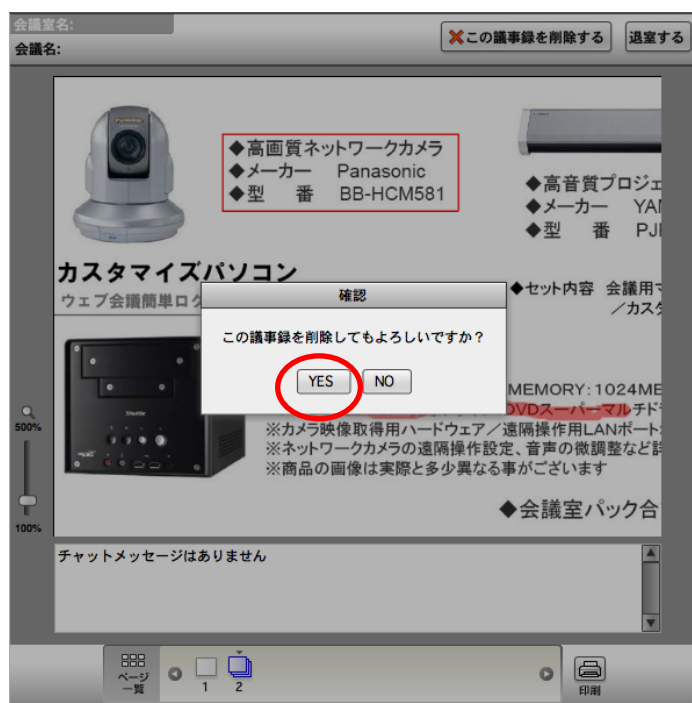 会議室名:
会議名:
この議事録を削除する
退室する
◆高画質ネットワークカメラ
◆メーカー Panasonic
◆型 番 BB-HCM581
◆高音質プロジェ
◆メーカー YA
◆型 番 PJ
カスタマイズパソコン
ウェブ会議簡単ログ
◆セット内容 会議用
／カスタ
確認
この議事録を削除してもよろしいですか？
YES
NO
MEMORY:1024ME
DVDスーパーマルチド
※カメラ映像取得用ハードウェア／遠隔操作用LANポート
※ネットワークカメラの遠隔操作設定、音声の微調整など
※商品の画像は実際と多少異なる事がございます
◆会議室パック合
Shuttle
500%
100%
チャットメッセージはありません
ページ
一覧
1
2
印刷